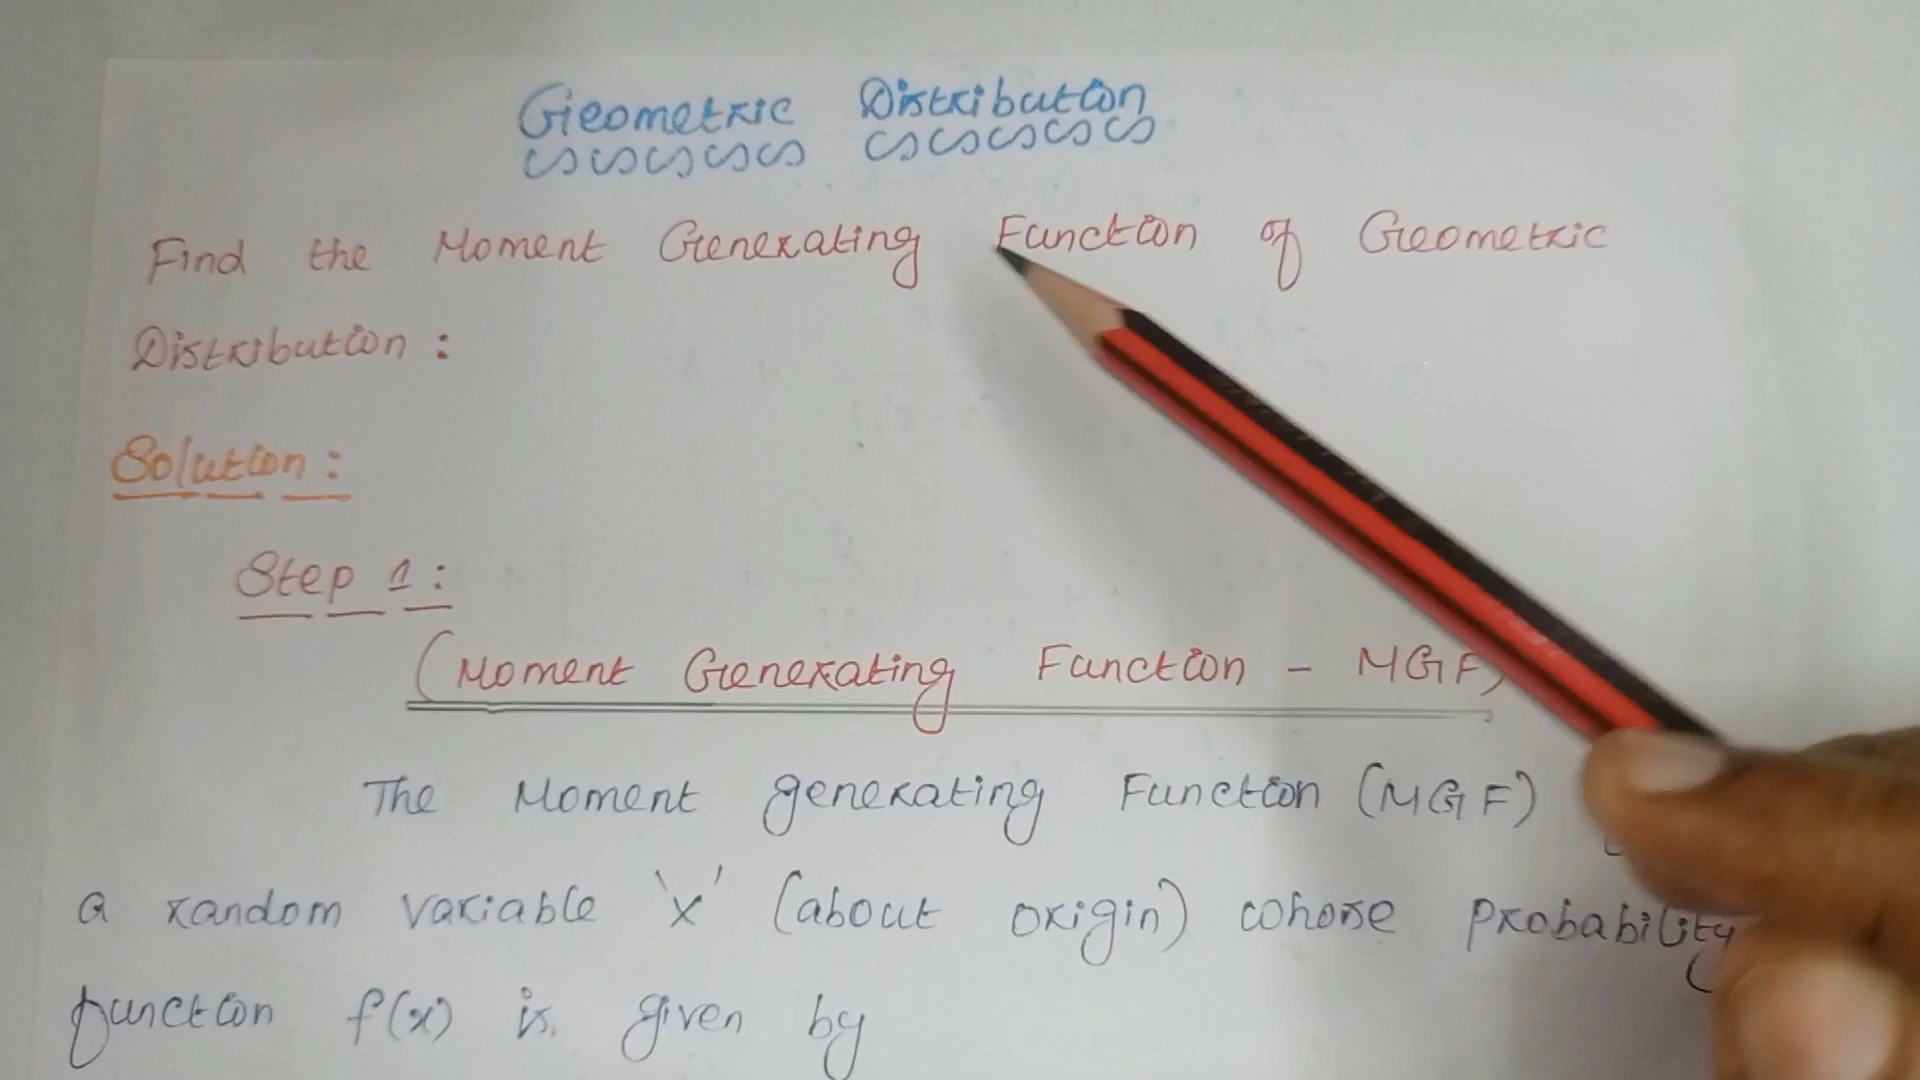 Geometric Distribution
Find the Moment Generating Function of Geometric
Distribution :
Solution :
Step 1 :
(Moment Generating Function - MGF)
The Moment generating Function (MGF)
a random variable 'x' (about origin) whose probability
function f(x) is given by